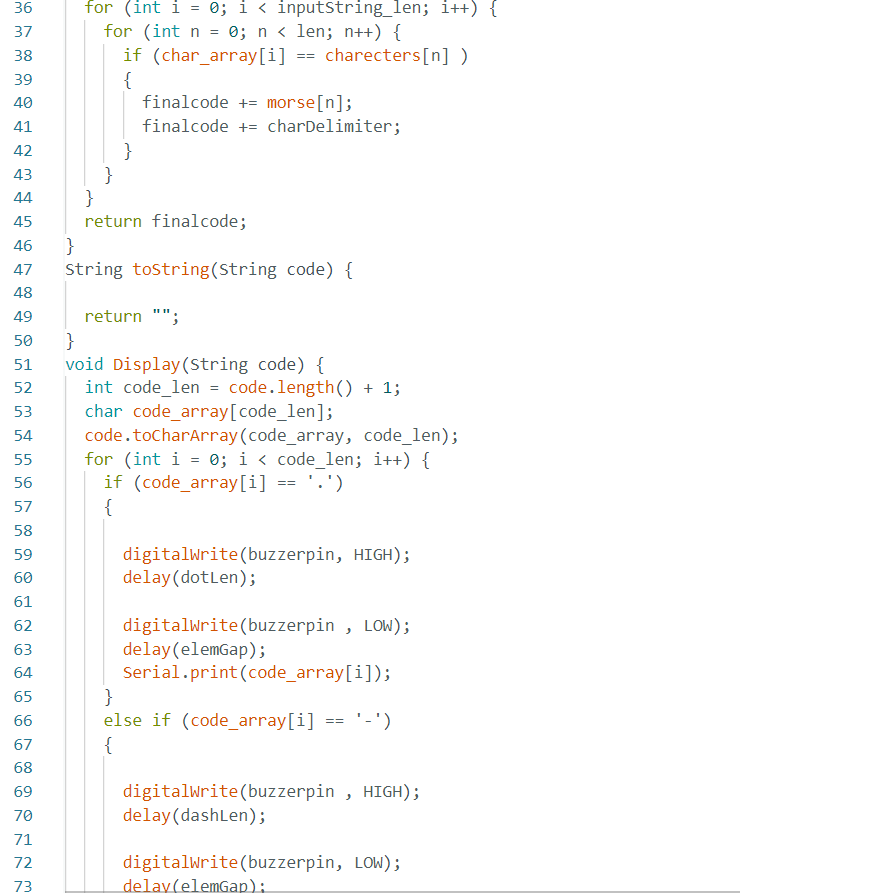 36 for (int i = 0; i < inputString_len; i++) {
37 for (int n = 0; n < len; n++) {
38 if (char_array[i] == charecters[n] )
39 {
40 finalcode += morse[n];
41 finalcode += charDelimiter;
42 }
43 }
44 }
45 return finalcode;
46 }
47 String toString(String code) {
48
49 return "";
50 }
51 void Display(String code) {
52 int code_len = code.length() + 1;
53 char code_array[code_len];
54 code.toCharArray(code_array, code_len);
55 for (int i = 0; i < code_len; i++) {
56 if (code_array[i] == '.')
57 {
58
59 digitalWrite(buzzerpin, HIGH);
60 delay(dotLen);
61
62 digitalWrite(buzzerpin , LOW);
63 delay(elemGap);
64 Serial.print(code_array[i]);
65 }
66 else if (code_array[i] == '-')
67 {
68
69 digitalWrite(buzzerpin , HIGH);
70 delay(dashLen);
71
72 digitalWrite(buzzerpin, LOW);
73 delay(elemGap);